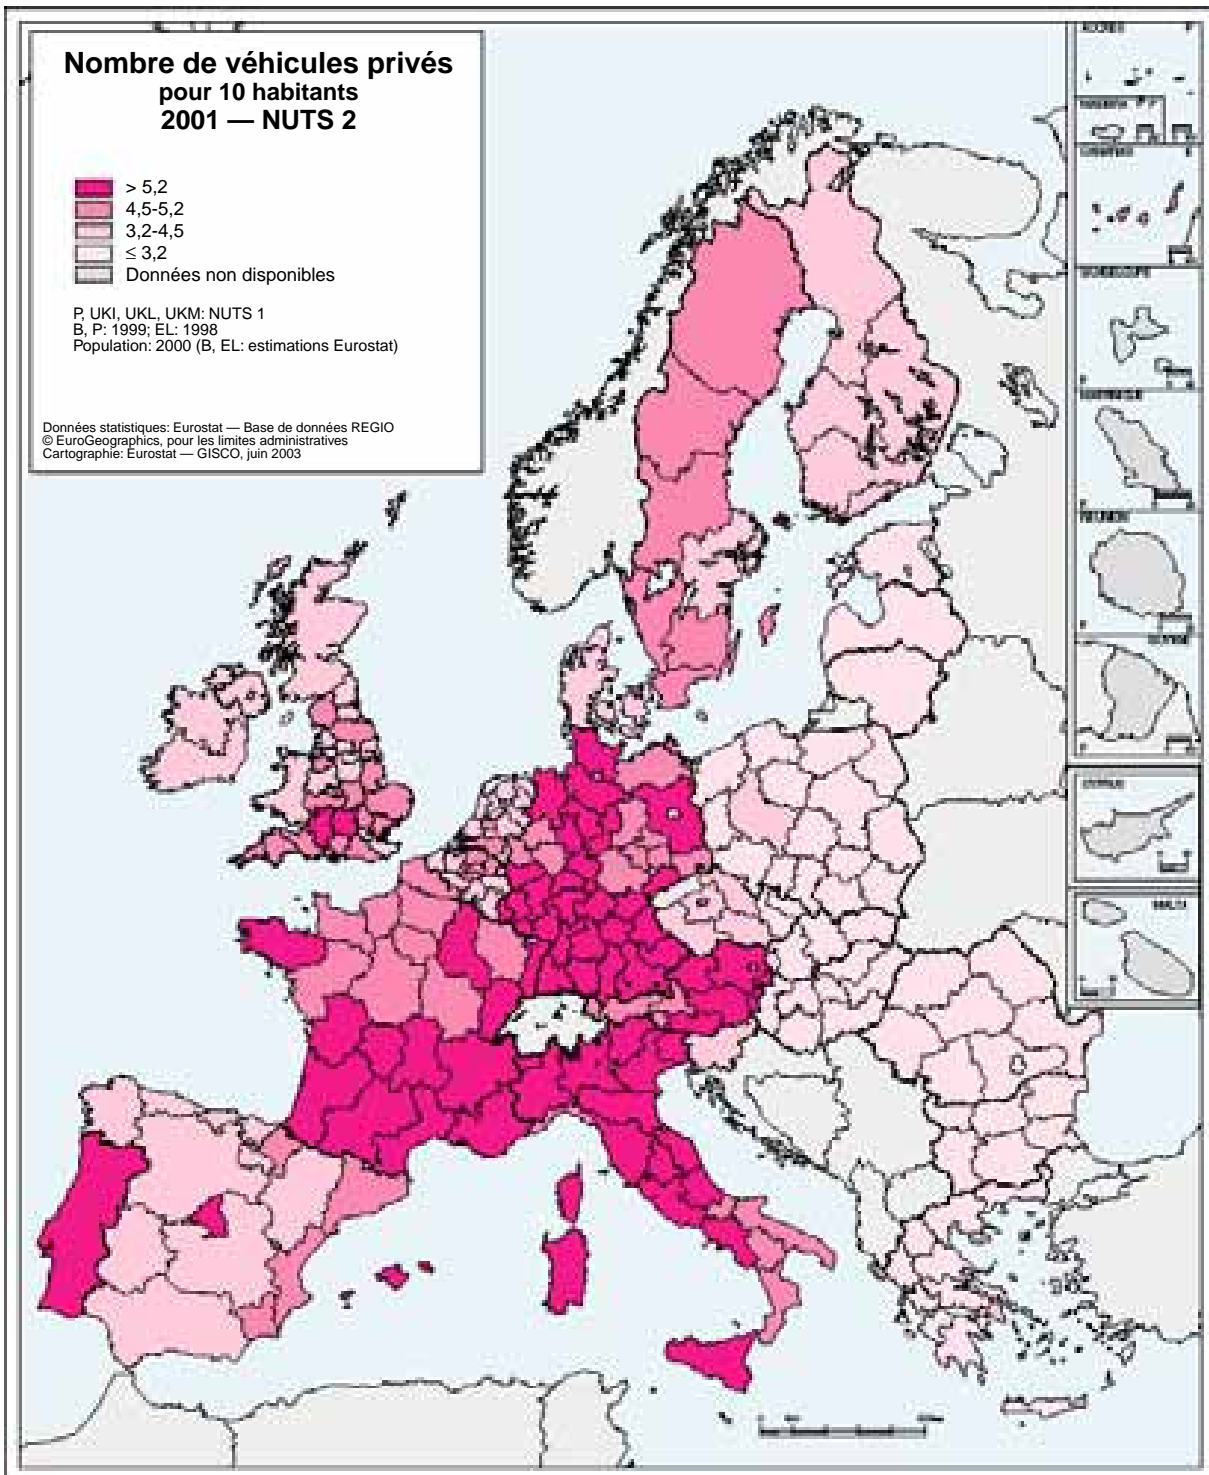 Nombre de véhicules privés
pour 10 habitants
2001 — NUTS 2
> 5,2
4,5-5,2
3,2-4,5
≤ 3,2
Données non disponibles
P, UKI, UKL, UKM: NUTS 1
B, P: 1999; EL: 1998
Population: 2000 (B, EL: estimations Eurostat)
Données statistiques: Eurostat — Base de données REGIO
© EuroGeographics, pour les limites administratives
Cartographie: Eurostat — GISCO, juin 2003